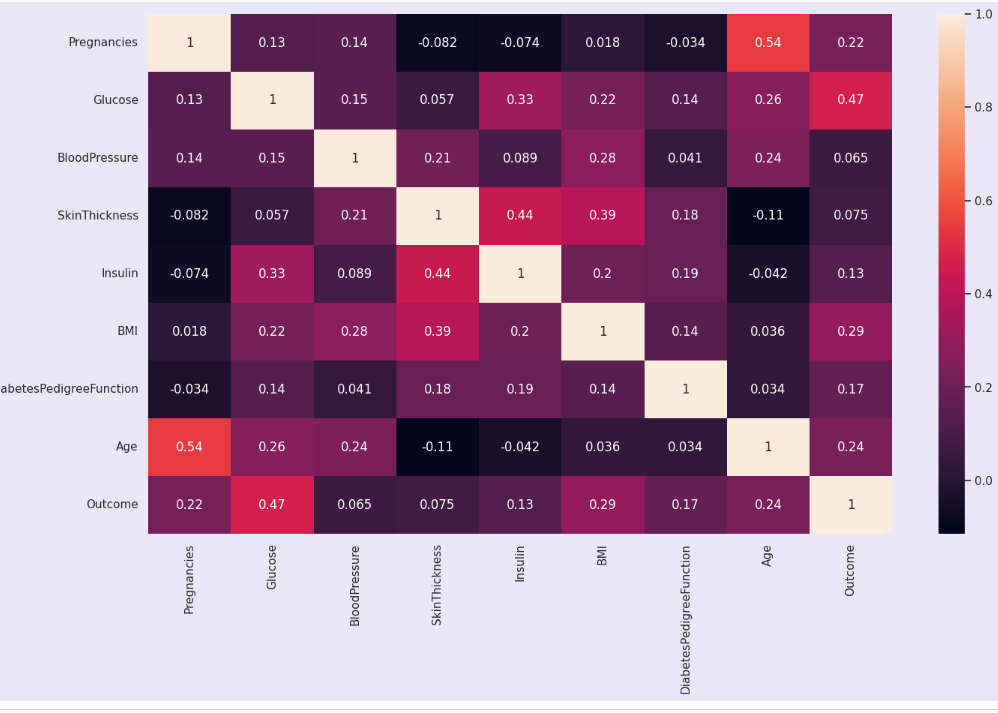 Pregnancies 1 0.13 0.14 -0.082 -0.074 0.018 -0.034 0.54 0.22
Glucose 0.13 1 0.15 0.057 0.33 0.22 0.14 0.26 0.47
BloodPressure 0.14 0.15 1 0.21 0.089 0.28 0.041 0.24 0.065
SkinThickness -0.082 0.057 0.21 1 0.44 0.39 0.18 -0.11 0.075
Insulin -0.074 0.33 0.089 0.44 1 0.2 0.19 -0.042 0.13
BMI 0.018 0.22 0.28 0.39 0.2 1 0.14 0.036 0.29
abetesPedigreeFunction -0.034 0.14 0.041 0.18 0.19 0.14 1 0.034 0.17
Age 0.54 0.26 0.24 -0.11 -0.042 0.036 0.034 1 0.24
Outcome 0.22 0.47 0.065 0.075 0.13 0.29 0.17 0.24 1
Pregnancies
Glucose
BloodPressure
SkinThickness
Insulin
BMI
DiabetesPedigreeFunction
Age
Outcome
1.0
0.8
0.6
0.4
0.2
0.0